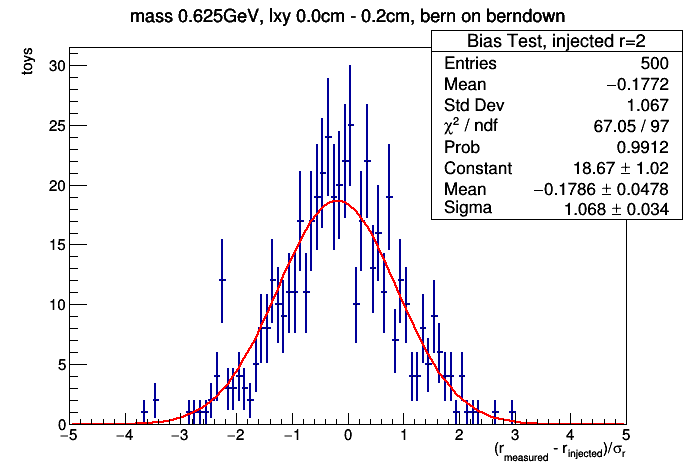 mass 0.625GeV, lxy 0.0cm - 0.2cm, bern on berndown
Bias Test, injected r=2
Entries 500
Mean −0.1772
Std Dev 1.067
χ² / ndf 67.05 / 97
Prob 0.9912
Constant 18.67 ± 1.02
Mean −0.1786 ± 0.0478
Sigma 1.068 ± 0.034
toys
30
25
20
15
10
5
0
−5 −4 −3 −2 −1 0 1 2 3 4 5
(r_measured - r_injected)/σ_r